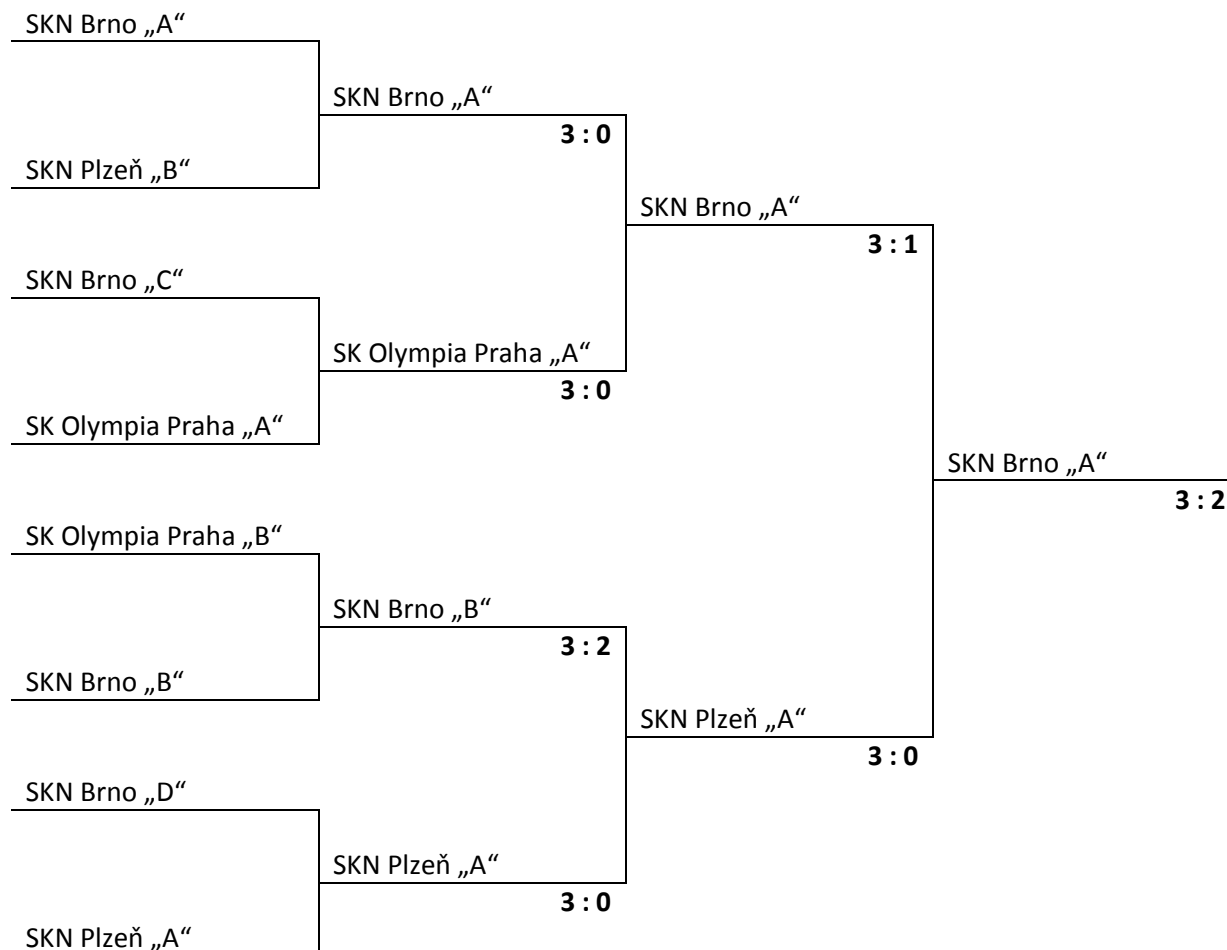 SKN Brno „A“
SKN Brno „A“
3 : 0
SKN Plzeň „B“
SKN Brno „A“
3 : 1
SKN Brno „C“
SK Olympia Praha „A“
3 : 0
SK Olympia Praha „A“
SKN Brno „A“
3 : 2
SK Olympia Praha „B“
SKN Brno „B“
3 : 2
SKN Brno „B“
SKN Plzeň „A“
3 : 0
SKN Brno „D“
SKN Plzeň „A“
3 : 0
SKN Plzeň „A“